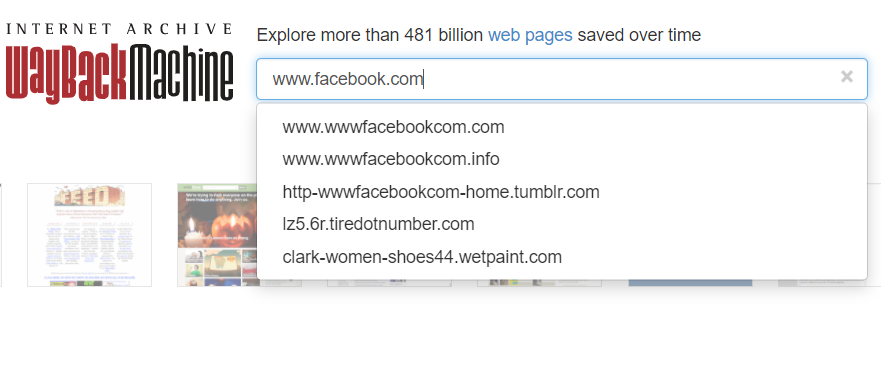 INTERNET ARCHIVE
WayBackMachine
Explore more than 481 billion web pages saved over time
www.facebook.com
www.wwwfacebookcom.com
www.wwwfacebookcom.info
http-wwwfacebookcom-home.tumblr.com
lz5.6r.tiredotnumber.com
clark-women-shoes44.wetpaint.com
FEED